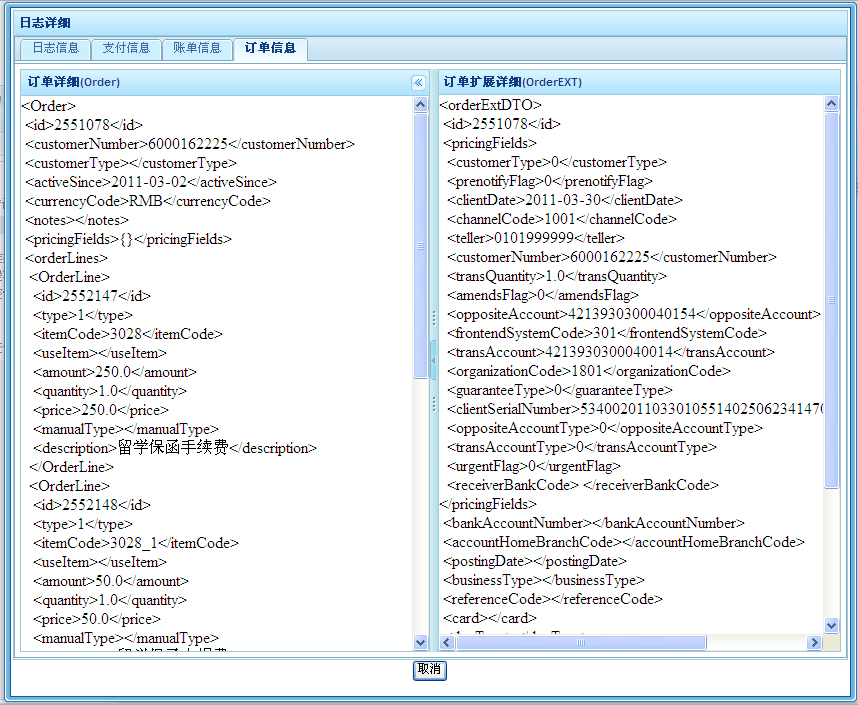 日志详细
日志信息 支付信息 账单信息 订单信息
订单详细(Order)
<Order>
<id>2551078</id>
<customerNumber>6000162225</customerNumber>
<customerType></customerType>
<activeSince>2011-03-02</activeSince>
<currencyCode>RMB</currencyCode>
<notes></notes>
<pricingFields>{}</pricingFields>
<orderLines>
<OrderLine>
<id>2552147</id>
<type>1</type>
<itemCode>3028</itemCode>
<useItem></useItem>
<amount>250.0</amount>
<quantity>1.0</quantity>
<price>250.0</price>
<manualType></manualType>
<description>留学保函手续费</description>
</OrderLine>
<OrderLine>
<id>2552148</id>
<type>1</type>
<itemCode>3028_1</itemCode>
<useItem></useItem>
<amount>50.0</amount>
<quantity>1.0</quantity>
<price>50.0</price>
<manualType></manualType>
订单扩展详细(OrderEXT)
<orderExtDTO>
<id>2551078</id>
<pricingFields>
<customerType>0</customerType>
<prenotifyFlag>0</prenotifyFlag>
<clientDate>2011-03-30</clientDate>
<channelCode>1001</channelCode>
<teller>0101999999</teller>
<customerNumber>6000162225</customerNumber>
<transQuantity>1.0</transQuantity>
<amendsFlag>0</amendsFlag>
<oppositeAccount>4213930300040154</oppositeAccount>
<frontendSystemCode>301</frontendSystemCode>
<transAccount>4213930300040014</transAccount>
<organizationCode>1801</organizationCode>
<guaranteeType>0</guaranteeType>
<clientSerialNumber>5340020110330105514025062341470
<oppositeAccountType>0</oppositeAccountType>
<transAccountType>0</transAccountType>
<urgentFlag>0</urgentFlag>
<receiverBankCode> </receiverBankCode>
</pricingFields>
<bankAccountNumber></bankAccountNumber>
<accountHomeBranchCode></accountHomeBranchCode>
<postingDate></postingDate>
<businessType></businessType>
<referenceCode></referenceCode>
<card></card>
取消